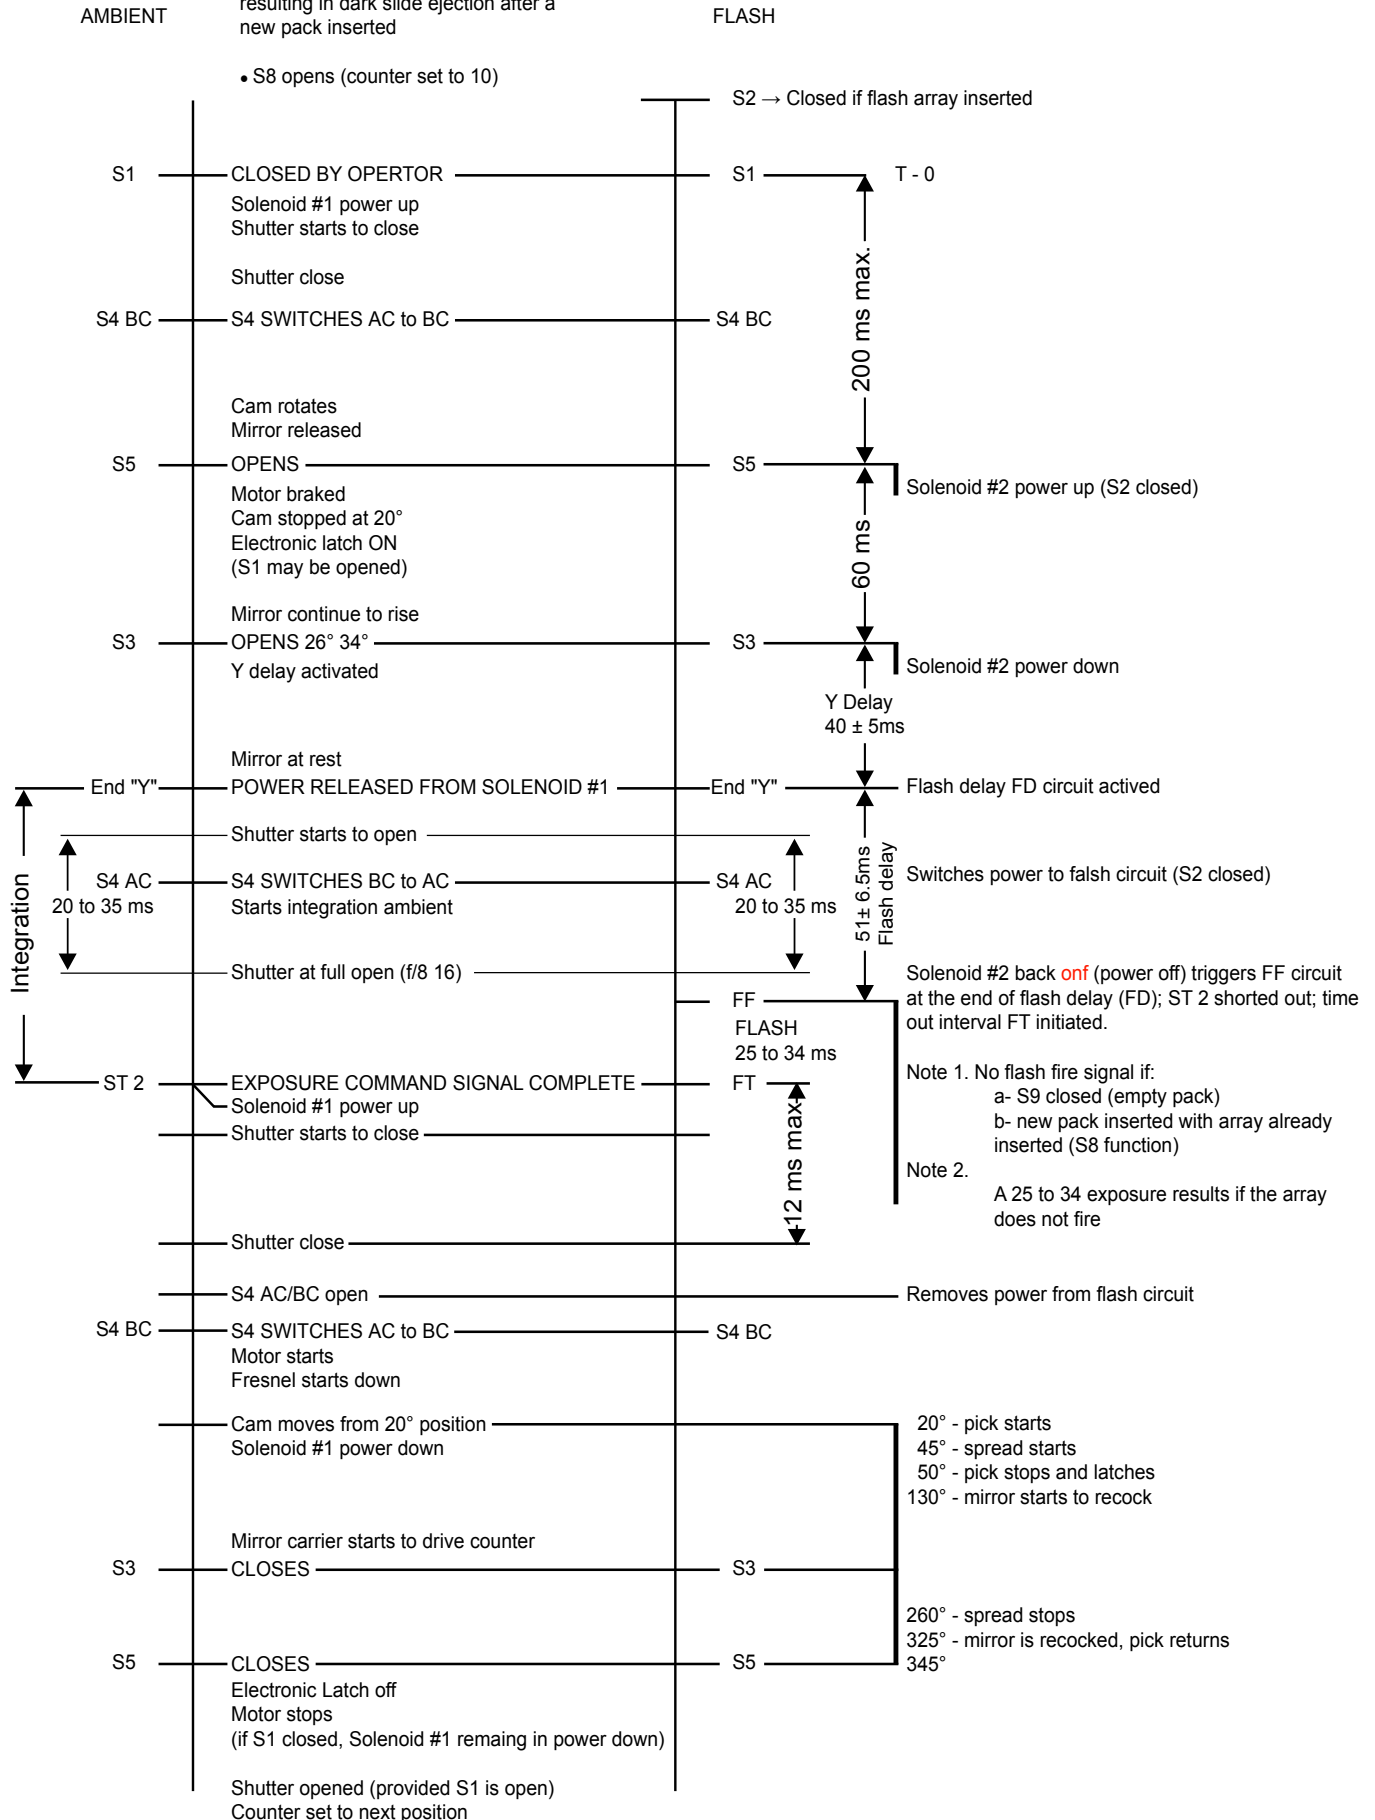 resulting in dark slide ejection after a
AMBIENT
FLASH
new pack inserted
• S8 opens (counter set to 10)
S2 → Closed if flash array inserted
S1
CLOSED BY OPERTOR
S1
T - 0
Solenoid #1 power up
Shutter starts to close
Shutter close
200 ms max.
S4 BC
S4 SWITCHES AC to BC
S4 BC
Cam rotates
Mirror released
S5
OPENS
S5
Solenoid #2 power up (S2 closed)
Motor braked
Cam stopped at 20°
Electronic latch ON
(S1 may be opened)
60 ms
Mirror continue to rise
S3
OPENS 26° 34°
S3
Solenoid #2 power down
Y delay activated
Y Delay
40 ± 5ms
Mirror at rest
End "Y"
POWER RELEASED FROM SOLENOID #1
End "Y"
Flash delay FD circuit actived
Shutter starts to open
Integration
S4 AC
S4 SWITCHES BC to AC
S4 AC
Switches power to falsh circuit (S2 closed)
20 to 35 ms
Starts integration ambient
20 to 35 ms
51± 6.5ms
Flash delay
Shutter at full open (f/8 16)
Solenoid #2 back onf (power off) triggers FF circuit
at the end of flash delay (FD); ST 2 shorted out; time
out interval FT initiated.
FF
FLASH
25 to 34 ms
ST 2
EXPOSURE COMMAND SIGNAL COMPLETE
FT
Solenoid #1 power up
Shutter starts to close
12 ms max
Note 1. No flash fire signal if:
a- S9 closed (empty pack)
b- new pack inserted with array already
inserted (S8 function)
Note 2.
A 25 to 34 exposure results if the array
does not fire
Shutter close
S4 AC/BC open
Removes power from flash circuit
S4 BC
S4 SWITCHES AC to BC
S4 BC
Motor starts
Fresnel starts down
Cam moves from 20° position
Solenoid #1 power down
20° - pick starts
45° - spread starts
50° - pick stops and latches
130° - mirror starts to recock
Mirror carrier starts to drive counter
S3
CLOSES
S3
260° - spread stops
325° - mirror is recocked, pick returns
345°
S5
CLOSES
S5
Electronic Latch off
Motor stops
(if S1 closed, Solenoid #1 remaing in power down)
Shutter opened (provided S1 is open)
Counter set to next position